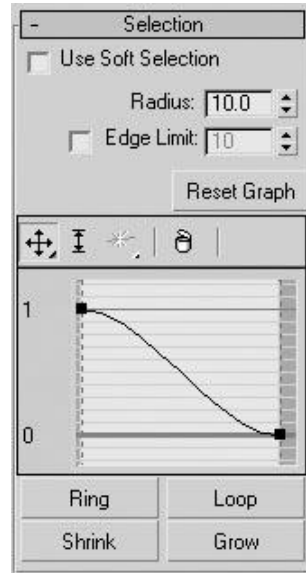 - Selection
Use Soft Selection
Radius: 10.0
Edge Limit: 10
Reset Graph
1
0
Ring Loop
Shrink Grow